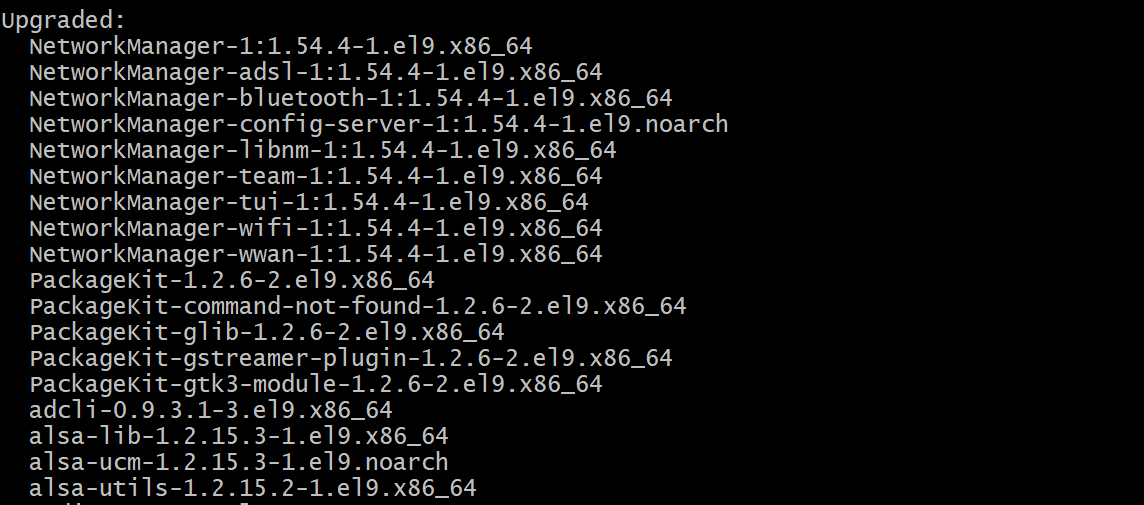 Upgraded:
NetworkManager-1:1.54.4-1.el9.x86_64
NetworkManager-adsl-1:1.54.4-1.el9.x86_64
NetworkManager-bluetooth-1:1.54.4-1.el9.x86_64
NetworkManager-config-server-1:1.54.4-1.el9.noarch
NetworkManager-libnm-1:1.54.4-1.el9.x86_64
NetworkManager-team-1:1.54.4-1.el9.x86_64
NetworkManager-tui-1:1.54.4-1.el9.x86_64
NetworkManager-wifi-1:1.54.4-1.el9.x86_64
NetworkManager-wwan-1:1.54.4-1.el9.x86_64
PackageKit-1.2.6-2.el9.x86_64
PackageKit-command-not-found-1.2.6-2.el9.x86_64
PackageKit-glib-1.2.6-2.el9.x86_64
PackageKit-gstreamer-plugin-1.2.6-2.el9.x86_64
PackageKit-gtk3-module-1.2.6-2.el9.x86_64
adcli-0.9.3.1-3.el9.x86_64
alsa-lib-1.2.15.3-1.el9.x86_64
alsa-ucm-1.2.15.3-1.el9.noarch
alsa-utils-1.2.15.2-1.el9.x86_64